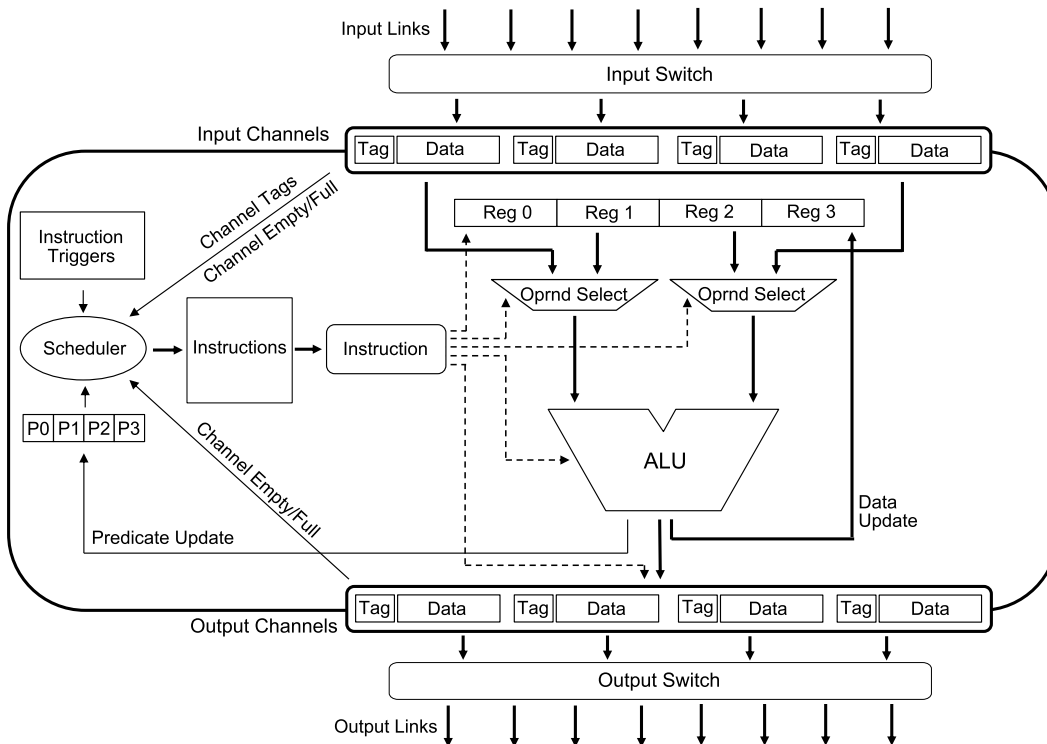 Input Links
Input Switch
Input Channels
Tag Data Tag Data Tag Data Tag Data
Channel Tags
Channel Empty/Full
Reg 0 Reg 1 Reg 2 Reg 3
Instruction
Triggers
Oprnd Select Oprnd Select
Scheduler
Instructions
Instruction
P0 P1 P2 P3
Channel Empty/Full
ALU
Data
Update
Predicate Update
Tag Data Tag Data Tag Data Tag Data
Output Channels
Output Switch
Output Links